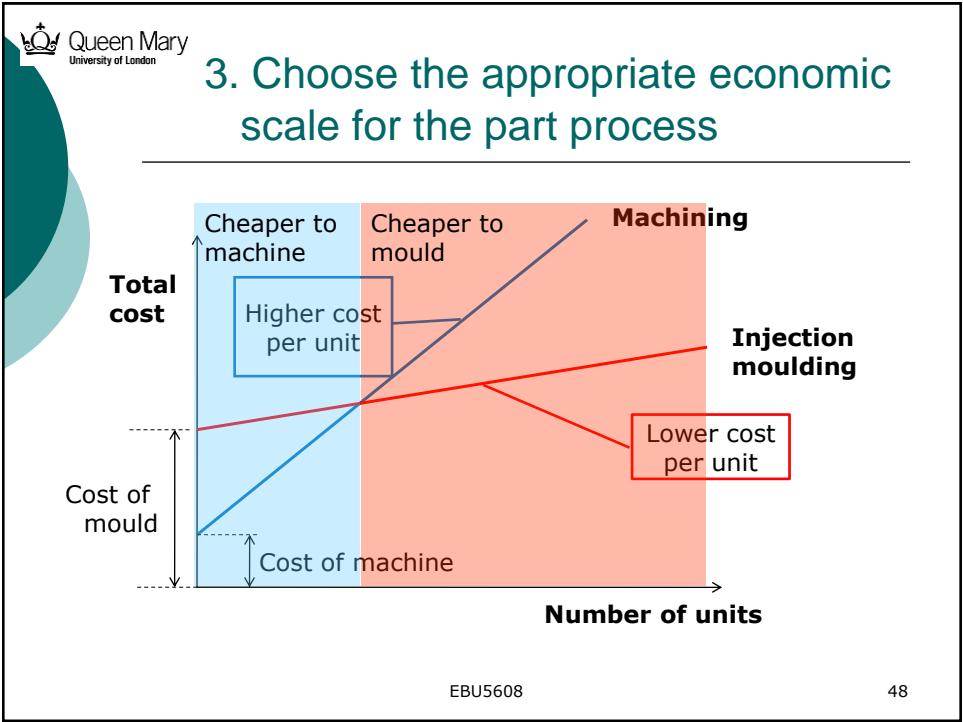 Queen Mary
University of London
3. Choose the appropriate economic
scale for the part process
Cheaper to
machine
Cheaper to
mould
Machining
Total
cost
Higher cost
per unit
Injection
moulding
Lower cost
per unit
Cost of
mould
Cost of machine
Number of units
EBU5608
48